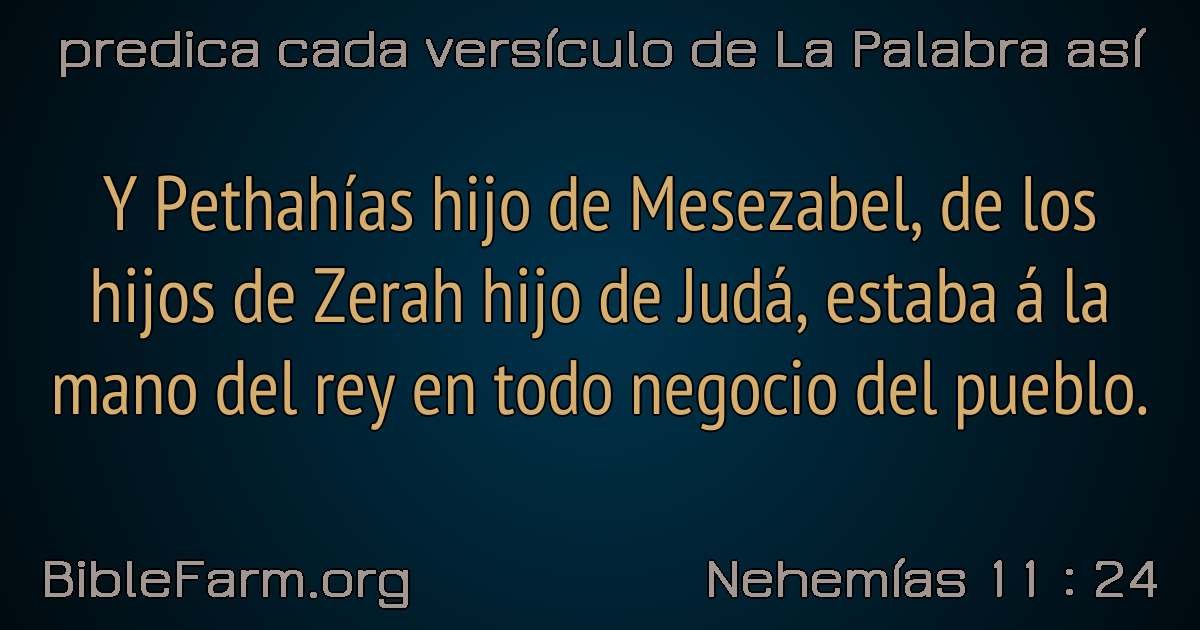 predica cada versículo de La Palabra así
Y Pethahías hijo de Mesezabel, de los
hijos de Zerah hijo de Judá, estaba á la
mano del rey en todo negocio del pueblo.
BibleFarm.org
Nehemías 11 : 24